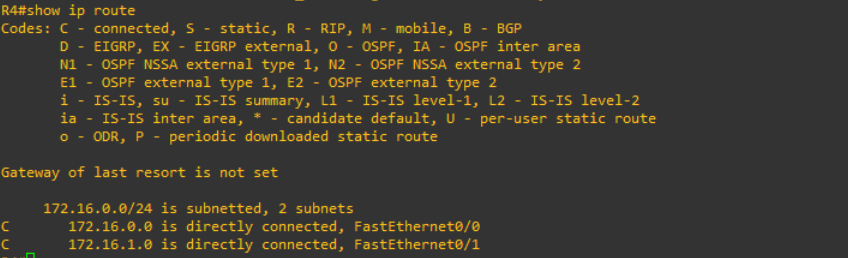 R4#show ip route
Codes: C - connected, S - static, R - RIP, M - mobile, B - BGP
       D - EIGRP, EX - EIGRP external, O - OSPF, IA - OSPF inter area
       N1 - OSPF NSSA external type 1, N2 - OSPF NSSA external type 2
       E1 - OSPF external type 1, E2 - OSPF external type 2
       i - IS-IS, su - IS-IS summary, L1 - IS-IS level-1, L2 - IS-IS level-2
       ia - IS-IS inter area, * - candidate default, U - per-user static route
       o - ODR, P - periodic downloaded static route
Gateway of last resort is not set
     172.16.0.0/24 is subnetted, 2 subnets
C       172.16.0.0 is directly connected, FastEthernet0/0
C       172.16.1.0 is directly connected, FastEthernet0/1